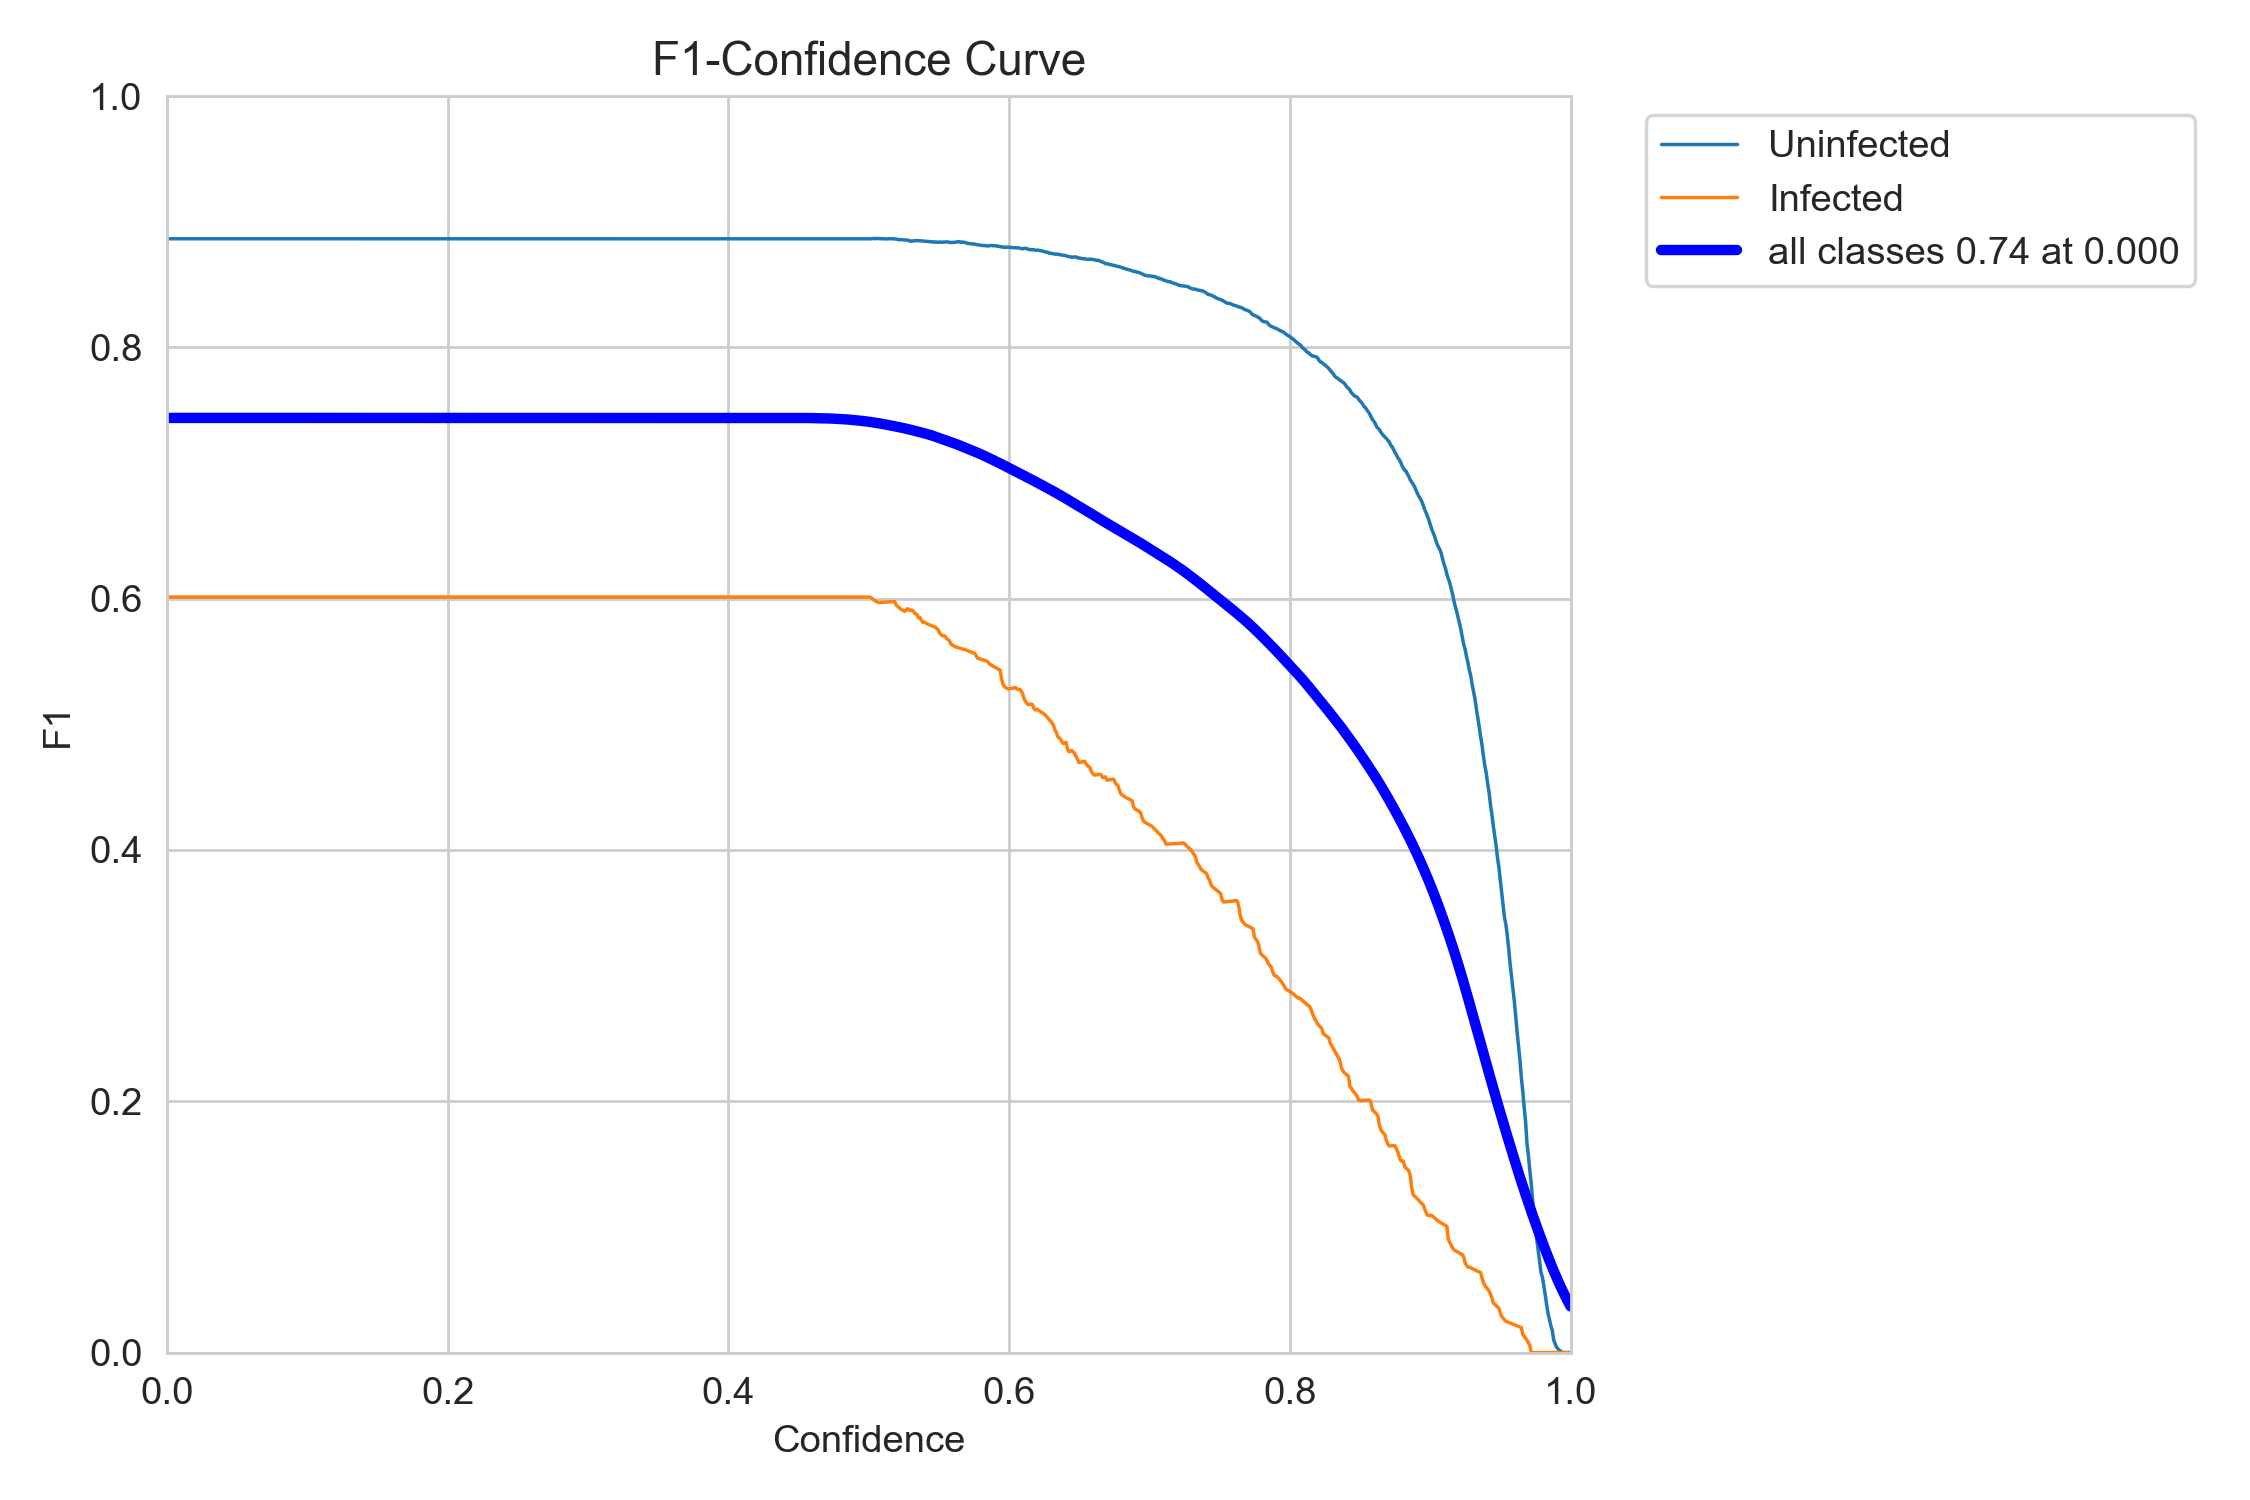 F1-Confidence Curve
Uninfected
Infected
all classes 0.74 at 0.000
1.0
0.8
0.6
0.4
0.2
0.0
F1
0.0 0.2 0.4 0.6 0.8 1.0
Confidence